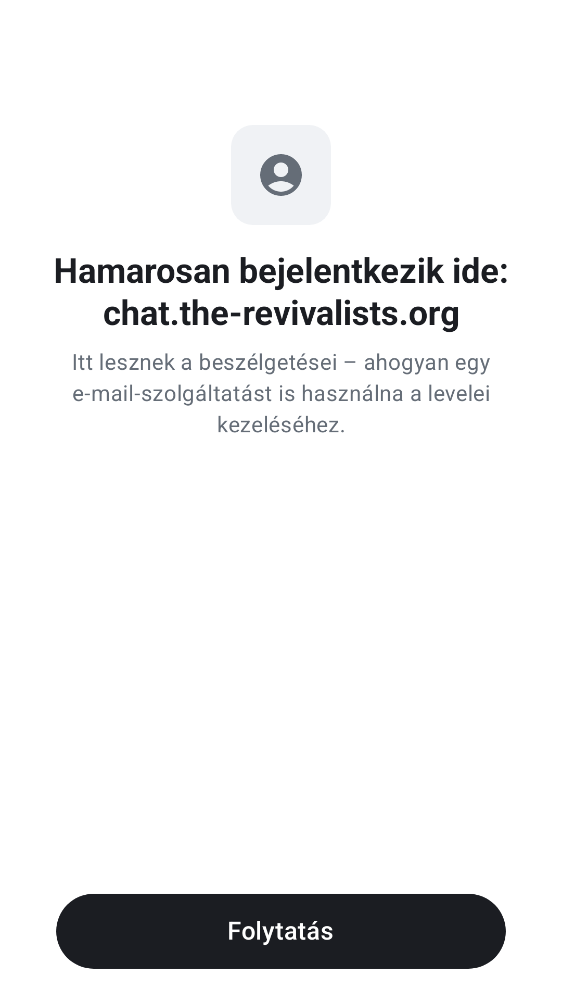 Hamarosan bejelentkezik ide:
chat.the-revivalists.org
Itt lesznek a beszélgetései – ahogyan egy
e-mail-szolgáltatást is használna a levelei
kezeléséhez.
Folytatás